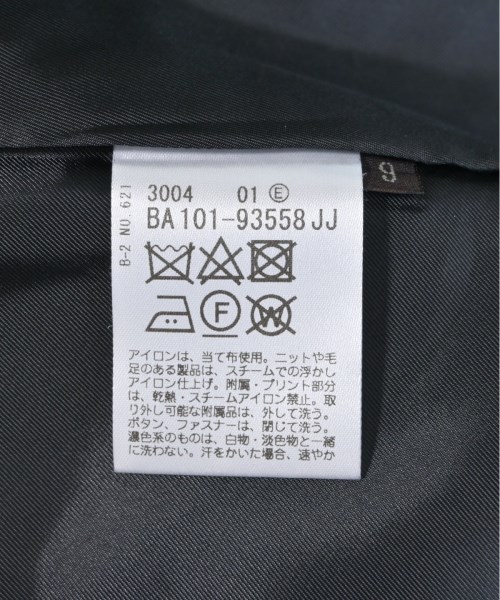 B-2 NO.621
3004 01 Ⓔ
BA101-93558JJ
F
W
アイロンは、当て布使用。ニットや毛
足のある製品は、スチームでの浮かし
アイロン仕上げ。附属・プリント部分
は、乾熱・スチームアイロン禁止。取
り外し可能な附属品は、外して洗う。
ボタン、ファスナーは、閉じて洗う。
濃色系のものは、白物・淡色物と一緒
に洗わない。汗をかいた場合、速やか
9